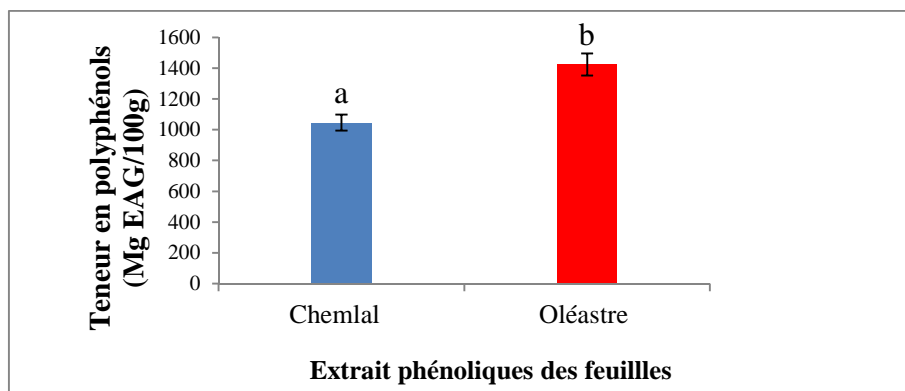 Teneur en polyphénols
(Mg EAG/100g)
1600
1400
1200
1000
800
600
400
200
0
a
b
Chemlal
Oléastre
Extrait phénoliques des feuillles